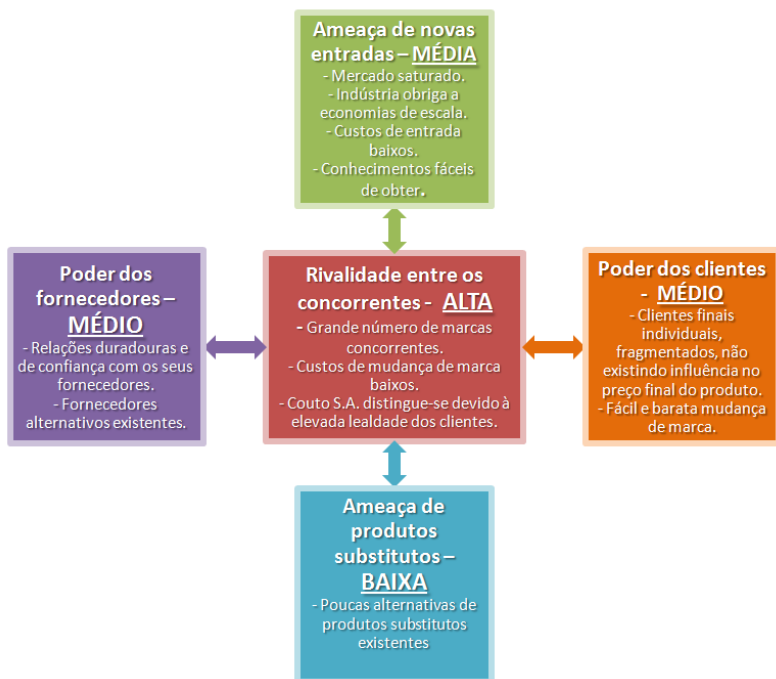 Ameaça de novas
entradas – MÉDIA
- Mercado saturado.
- Indústria obriga a
economias de escala.
- Custos de entrada
baixos.
- Conhecimentos fáceis
de obter.
Poder dos
fornecedores –
MÉDIO
- Relações duradouras e
de confiança com os seus
fornecedores.
- Fornecedores
alternativos existentes.
Rivalidade entre os
concorrentes - ALTA
- Grande número de marcas
concorrentes.
- Custos de mudança de marca
baixos.
- Couto S.A. distingue-se devido à
elevada lealdade dos clientes.
Poder dos clientes
- MÉDIO
- Clientes finais
individuais,
fragmentados, não
existindo influência no
preço final do produto.
- Fácil e barata mudança
de marca.
Ameaça de
produtos
substitutos –
BAIXA
- Poucas alternativas de
produtos substitutos
existentes